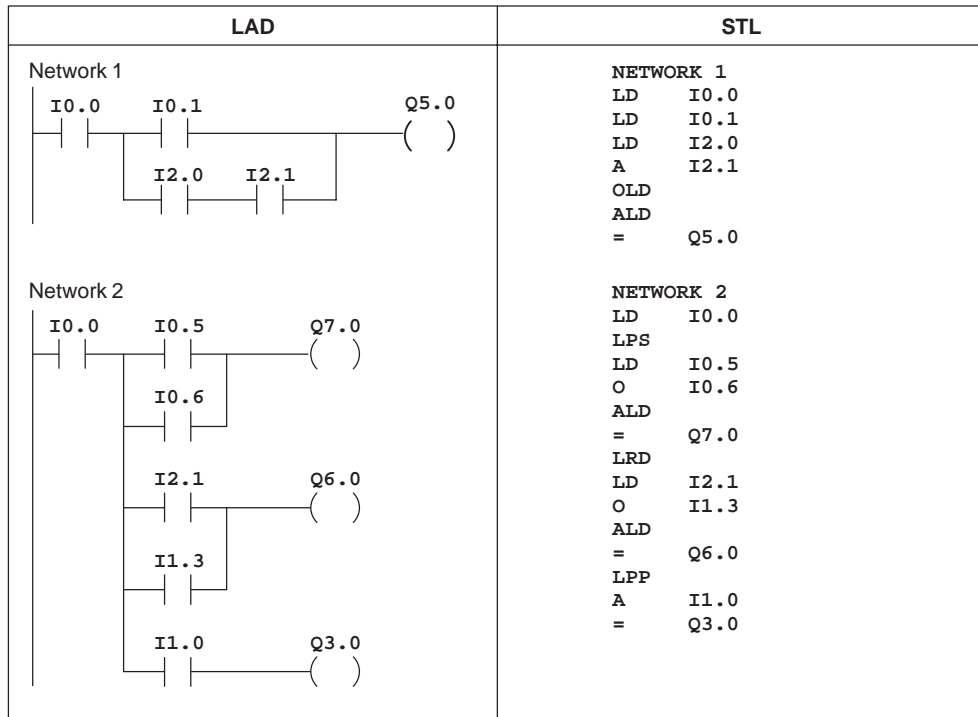 LAD
STL
Network 1
I0.0 I0.1 Q5.0
I2.0 I2.1
NETWORK 1
LD I0.0
LD I0.1
LD I2.0
A I2.1
OLD
ALD
= Q5.0
Network 2
I0.0 I0.5 Q7.0
I0.6
I2.1 Q6.0
I1.3
I1.0 Q3.0
NETWORK 2
LD I0.0
LPS
LD I0.5
O I0.6
ALD
= Q7.0
LRD
LD I2.1
O I1.3
ALD
= Q6.0
LPP
A I1.0
= Q3.0